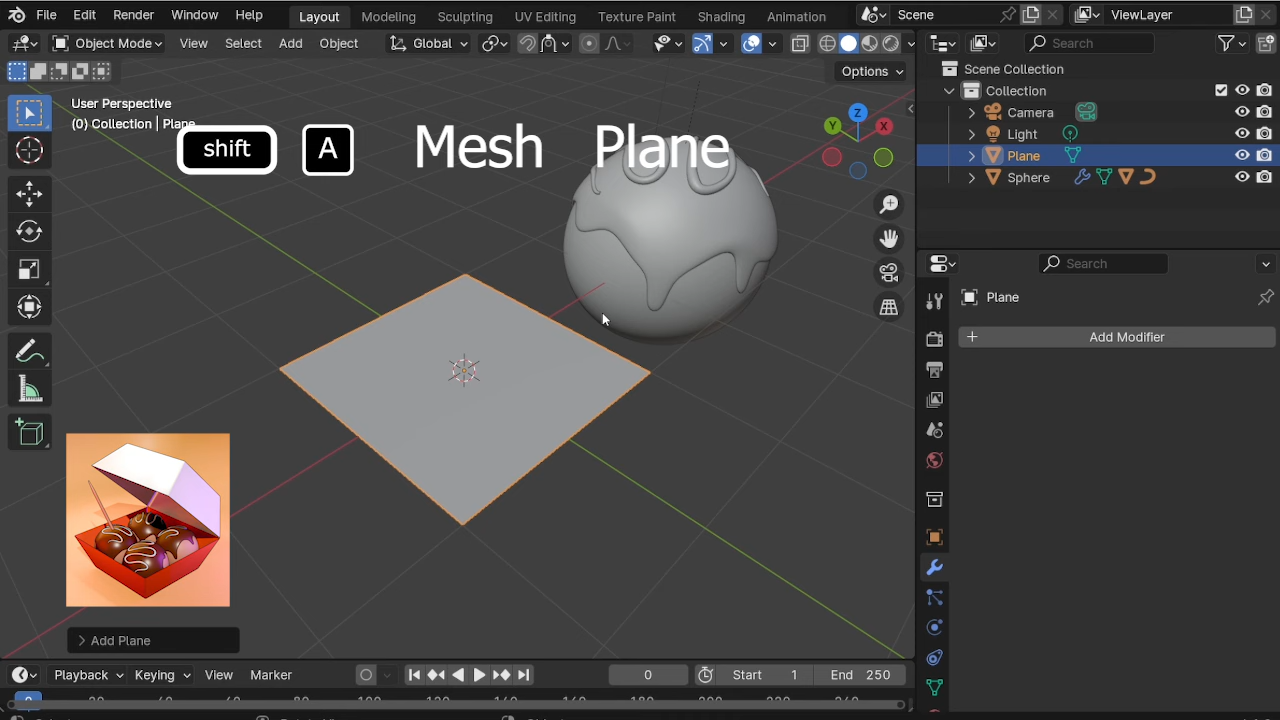 File Edit Render Window Help Layout Modeling Sculpting UV Editing Texture Paint Shading Animation Scene ViewLayer
Object Mode View Select Add Object Global Search
Options
User Perspective
(0) Collection | Plane
shift A Mesh Plane
Z
Y X
Scene Collection
Collection
Camera
Light
Plane
Sphere
Search
Plane
+ Add Modifier
Add Plane
Playback Keying View Marker 0 Start 1 End 250